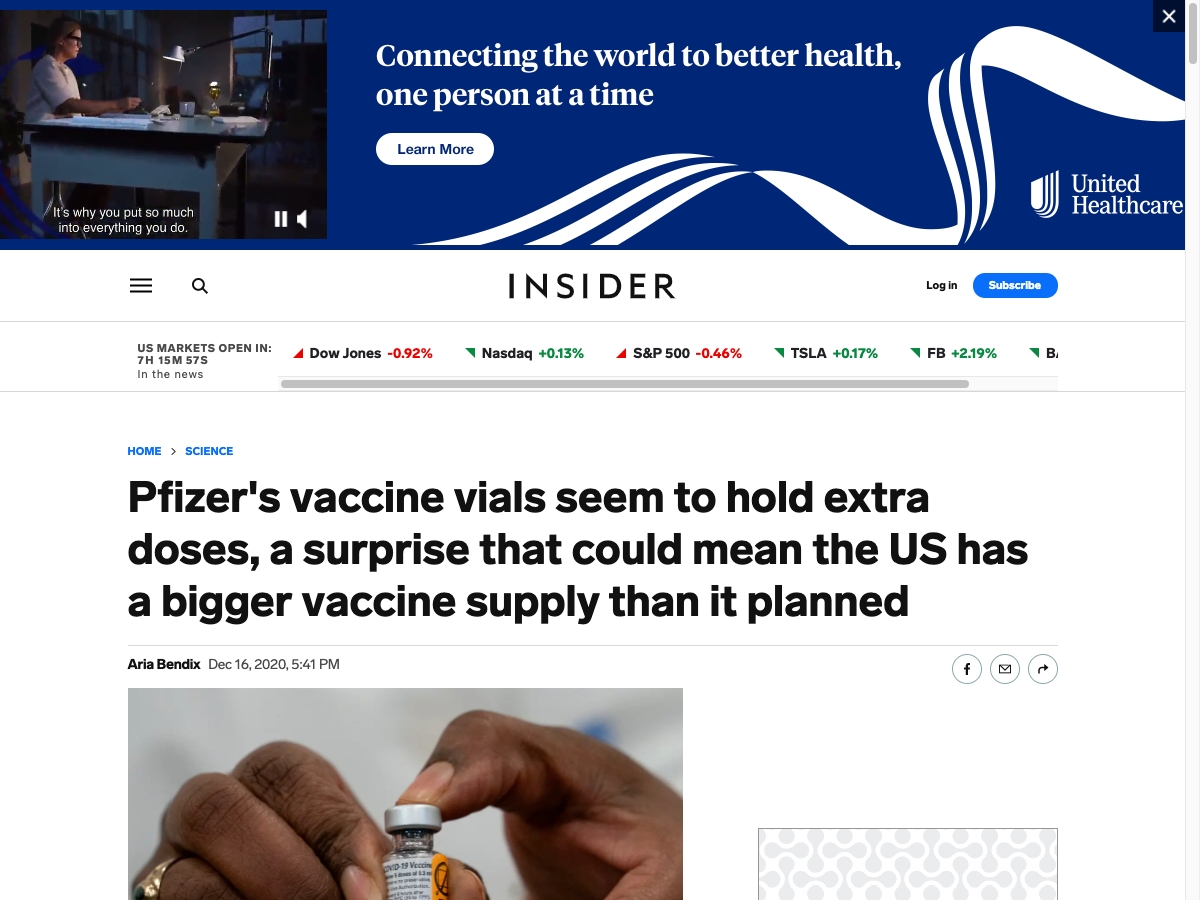 Connecting the world to better health,
one person at a time
Learn More
It's why you put so much
into everything you do.
United
Healthcare
INSIDER
Log in
Subscribe
US MARKETS OPEN IN:
7H 15M 57S
In the news
Dow Jones -0.92%
Nasdaq +0.13%
S&P 500 -0.46%
TSLA +0.17%
FB +2.19%
HOME > SCIENCE
Pfizer's vaccine vials seem to hold extra
doses, a surprise that could mean the US has
a bigger vaccine supply than it planned
Aria Bendix Dec 16, 2020, 5:41 PM
COVID-19 Vaccine